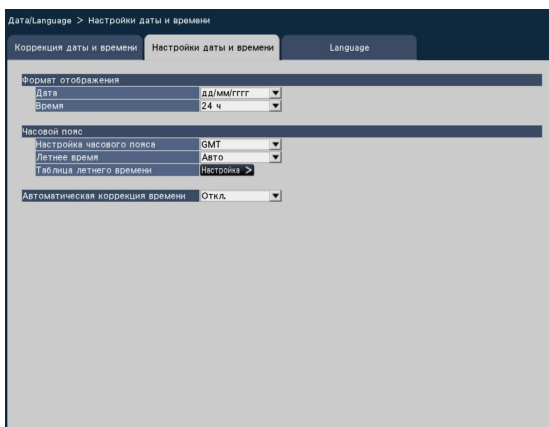 Дата/Language > Настройки даты и времени
Коррекция даты и времени Настройки даты и времени Language
Формат отображения
Дата дд/мм/гггг
Время 24 ч
Часовой пояс
Настройка часового пояса GMT
Летнее время Авто
Таблица летнего времени Настройка >
Автоматическая коррекция времени Откл.